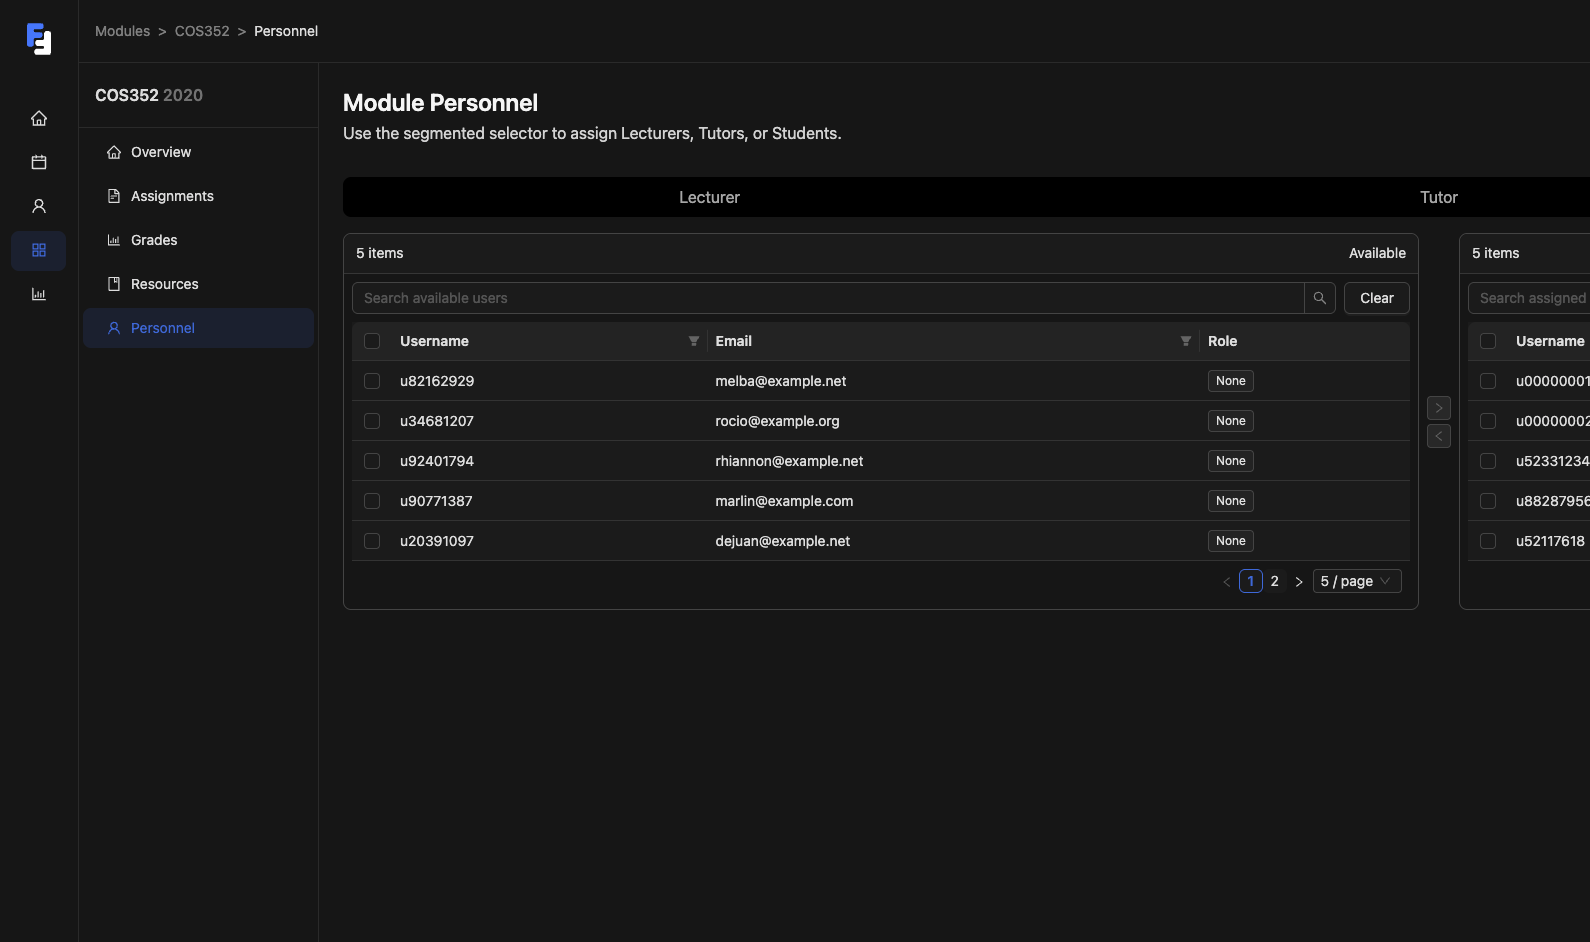 Modules > COS352 > Personnel
COS352 2020
Overview
Assignments
Grades
Resources
Personnel
Module Personnel
Use the segmented selector to assign Lecturers, Tutors, or Students.
Lecturer Tutor
5 items Available
Search available users Clear
Username Email Role
u82162929 melba@example.net None
u34681207 rocio@example.org None
u92401794 rhiannon@example.net None
u90771387 marlin@example.com None
u20391097 dejuan@example.net None
< 1 2 > 5 / page
> 
<
5 items
Search assigned
Username
u00000001
u00000002
u52331234
u88287956
u52117618